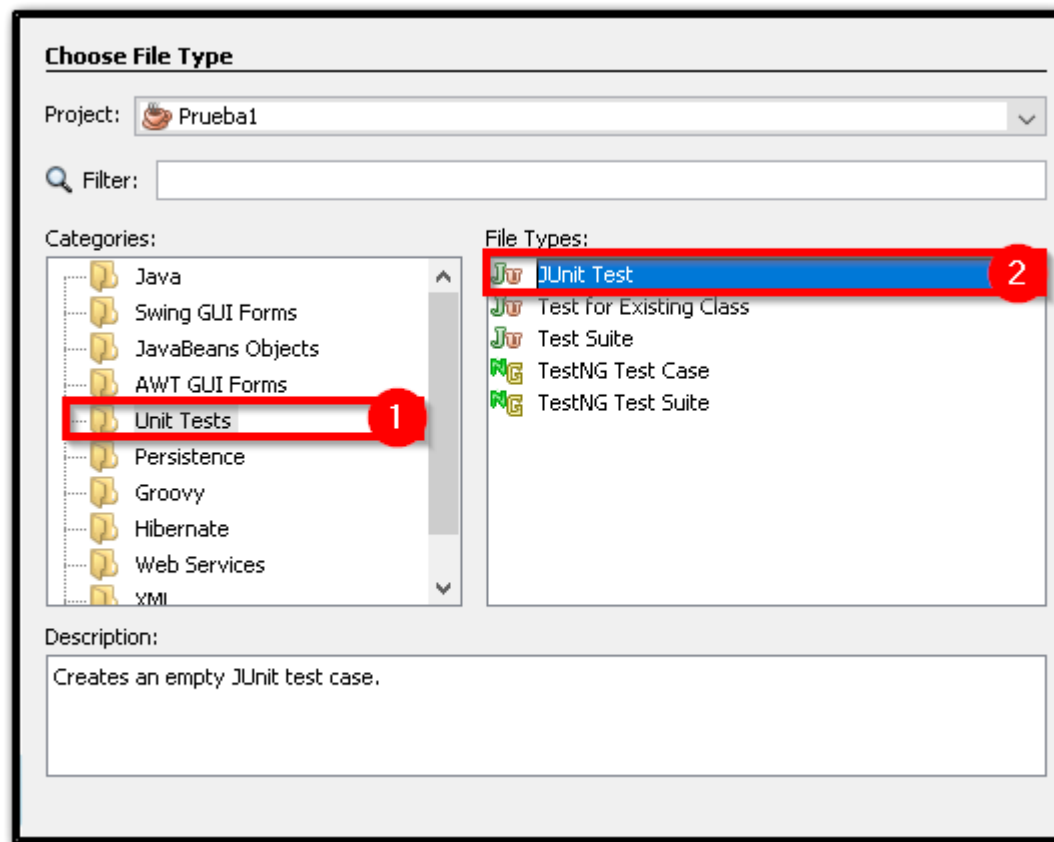 Choose File Type
Project: Prueba1
Filter:
Categories:
Java
Swing GUI Forms
JavaBeans Objects
AWT GUI Forms
Unit Tests 1
Persistence
Groovy
Hibernate
Web Services
XML
File Types:
JUnit Test 2
Test for Existing Class
Test Suite
TestNG Test Case
TestNG Test Suite
Description:
Creates an empty JUnit test case.